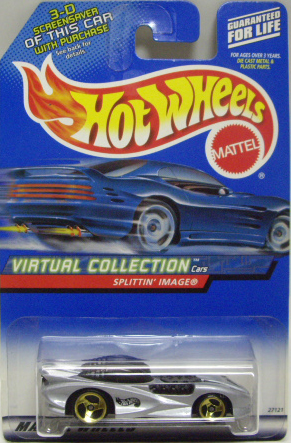 3-D
SCREENSAVER
OF THIS CAR
WITH PURCHASE
See back for
details.
GUARANTEED
FOR LIFE
FOR AGES OVER 3 YEARS.
DIE CAST METAL &
PLASTIC PARTS.
HOT WHEELS
®
MATTEL
®
VIRTUAL COLLECTION™ Cars
SPLITTIN' IMAGE®
27121